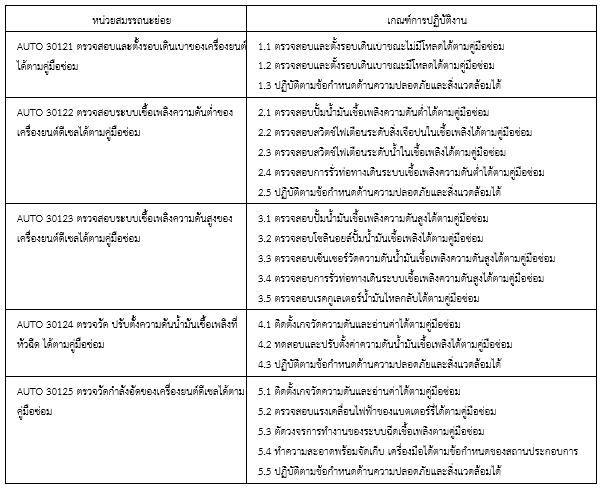 หน่วยสมรรถนะย่อย
เกณฑ์การปฏิบัติงาน
AUTO 30121 ตรวจสอบและตั้งรอบเดินเบาของเครื่องยนต์
ได้ตามคู่มือซ่อม
1.1 ตรวจสอบและตั้งรอบเดินเบาขณะไม่มีโหลดได้ตามคู่มือซ่อม
1.2 ตรวจสอบและตั้งรอบเดินเบาขณะมีโหลดได้ตามคู่มือซ่อม
1.3 ปฏิบัติตามข้อกำหนดด้านความปลอดภัยและสิ่งแวดล้อมได้
AUTO 30122 ตรวจสอบระบบเชื้อเพลิงความดันต่ำของ
เครื่องยนต์ดีเซลได้ตามคู่มือซ่อม
2.1 ตรวจสอบปั๊มน้ำมันเชื้อเพลิงความดันต่ำได้ตามคู่มือซ่อม
2.2 ตรวจสอบสวิตช์ไฟเตือนระดับสิ่งเจือปนในเชื้อเพลิงได้ตามคู่มือซ่อม
2.3 ตรวจสอบสวิตช์ไฟเตือนระดับน้ำในเชื้อเพลิงได้ตามคู่มือซ่อม
2.4 ตรวจสอบการรั่วท่อทางเดินระบบเชื้อเพลิงความดันต่ำได้ตามคู่มือซ่อม
2.5 ปฏิบัติตามข้อกำหนดด้านความปลอดภัยและสิ่งแวดล้อมได้
AUTO 30123 ตรวจสอบระบบเชื้อเพลิงความดันสูงของ
เครื่องยนต์ดีเซลได้ตามคู่มือซ่อม
3.1 ตรวจสอบปั๊มน้ำมันเชื้อเพลิงความดันสูงได้ตามคู่มือซ่อม
3.2 ตรวจสอบโซลินอยล์ปั๊มน้ำมันเชื้อเพลิงได้ตามคู่มือซ่อม
3.3 ตรวจสอบเซ็นเซอร์วัดความดันน้ำมันเชื้อเพลิงความดันสูงได้ตามคู่มือซ่อม
3.4 ตรวจสอบการรั่วท่อทางเดินระบบเชื้อเพลิงความดันสูงได้ตามคู่มือซ่อม
3.5 ตรวจสอบเรคกูเลเตอร์น้ำมันไหลกลับได้ตามคู่มือซ่อม
AUTO 30124 ตรวจวัด ปรับตั้งความดันน้ำมันเชื้อเพลิงที่
หัวฉีด ได้ตามคู่มือซ่อม
4.1 ติดตั้งเกจวัดความดันและอ่านค่าได้ตามคู่มือซ่อม
4.2 ทดสอบและปรับตั้งค่าความดันน้ำมันเชื้อเพลิงได้ตามคู่มือซ่อม
4.3 ปฏิบัติตามข้อกำหนดด้านความปลอดภัยและสิ่งแวดล้อมได้
AUTO 30125 ตรวจวัดกำลังอัดของเครื่องยนต์ดีเซลได้ตาม
คู่มือซ่อม
5.1 ติดตั้งเกจวัดความดันและอ่านค่าได้ตามคู่มือซ่อม
5.2 ตรวจสอบแรงเคลื่อนไฟฟ้าของแบตเตอร์รี่ได้ตามคู่มือซ่อม
5.3 ตัดวงจรการทำงานของระบบฉีดเชื้อเพลิงตามคู่มือซ่อม
5.4 ทำความสะอาดพร้อมจัดเก็บ เครื่องมือได้ตามข้อกำหนดของสถานประกอบการ
5.5 ปฏิบัติตามข้อกำหนดด้านความปลอดภัยและสิ่งแวดล้อมได้